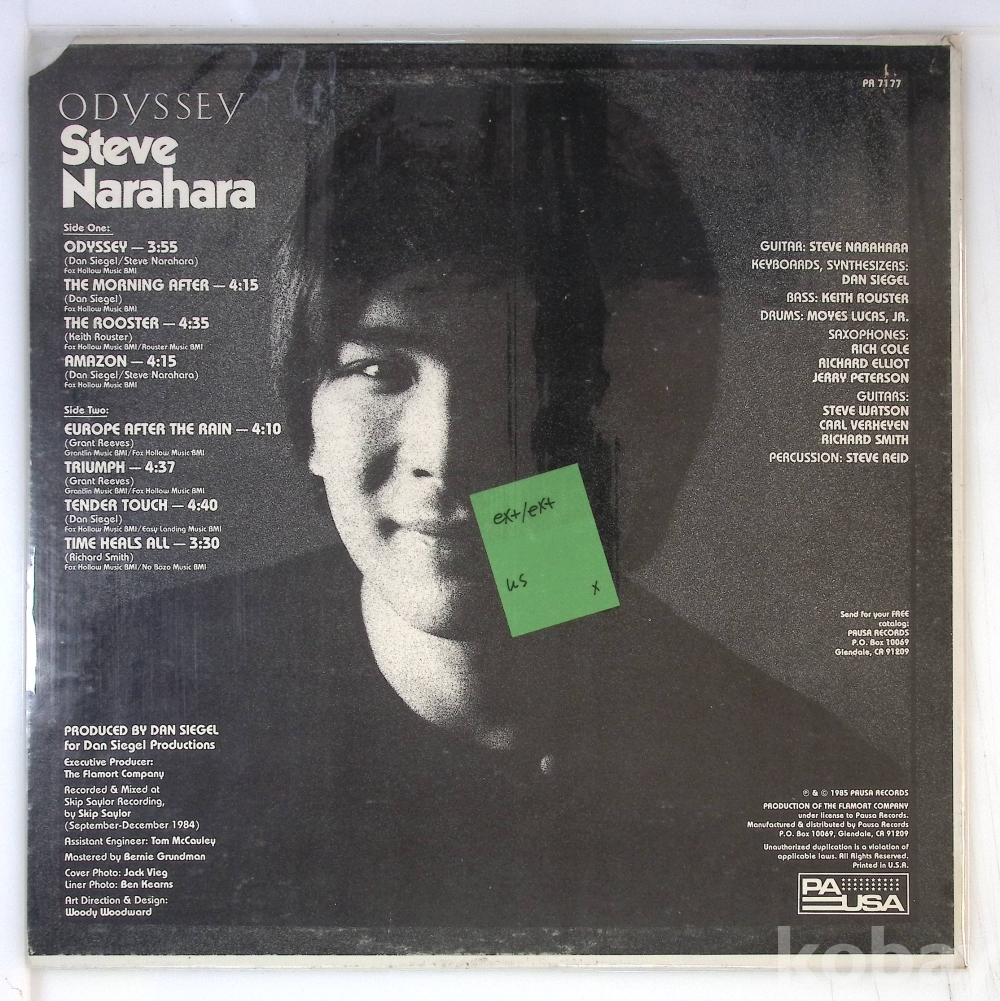 ODYSSEY
Steve
Narahara
Side One:
ODYSSEY — 3:55
(Dan Siegel/Steve Narahara)
Fox Hollow Music BMI
THE MORNING AFTER — 4:15
(Dan Siegel)
Fox Hollow Music BMI
THE ROOSTER — 4:35
(Keith Rouster)
Fox Hollow Music BMI/Rouster Music BMI
AMAZON — 4:15
(Dan Siegel/Steve Narahara)
Fox Hollow Music BMI
Side Two:
EUROPE AFTER THE RAIN — 4:10
(Grant Reeves)
Grantlin Music BMI/Fox Hollow Music BMI
TRIUMPH — 4:37
(Grant Reeves)
Grantlin Music BMI/Fox Hollow Music BMI
TENDER TOUCH — 4:40
(Dan Siegel)
Fox Hollow Music BMI/Easy Landing Music BMI
TIME HEALS ALL — 3:30
(Richard Smith)
Fox Hollow Music BMI/No Bozo Music BMI
PRODUCED BY DAN SIEGEL
for Dan Siegel Productions
Executive Producer:
The Flamort Company
Recorded & Mixed at
Skip Saylor Recording,
by Skip Saylor
(September-December 1984)
Assistant Engineer: Tom McCauley
Mastered by Bernie Grundman
Cover Photo: Jack Vieg
Liner Photo: Ben Kearns
Art Direction & Design:
Woody Woodward
ex+/ex+
us x
PR 7177
GUITAR: STEVE NARAHARA
KEYBOARDS, SYNTHESIZERS:
DAN SIEGEL
BASS: KEITH ROUSTER
DRUMS: MOYES LUCAS, JR.
SAXOPHONES:
RICH COLE
RICHARD ELLIOT
JERRY PETERSON
GUITARS:
STEVE WATSON
CARL VERHEYEN
RICHARD SMITH
PERCUSSION: STEVE REID
Send for your FREE
catalog:
PAUSA RECORDS
P.O. Box 10069
Glendale, CA 91209
℗ & © 1985 PAUSA RECORDS
PRODUCTION OF THE FLAMORT COMPANY
under license to Pausa Records.
Manufactured & distributed by Pausa Records
P.O. Box 10069, Glendale, CA 91209
Unauthorized duplication is a violation of
applicable laws. All Rights Reserved.
Printed in U.S.A.
PA
USA
koba